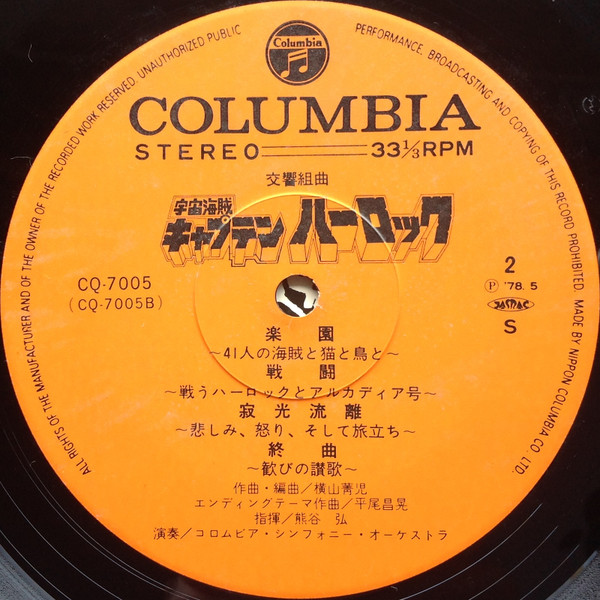 ALL RIGHTS OF THE MANUFACTURER AND OF THE OWNER OF THE RECORDED WORK RESERVED. UNAUTHORIZED PUBLIC PERFORMANCE, BROADCASTING AND COPYING OF THIS RECORD PROHIBITED. MADE BY NIPPON COLUMBIA CO. LTD.
Columbia
COLUMBIA
STEREO 33⅓RPM
交響組曲
宇宙海賊
キャプテンハーロック
CQ-7005
(CQ-7005B)
2
Ⓟ '78. 5
JASRAC
S
楽園
～41人の海賊と猫と鳥と～
戦闘
～戦うハーロックとアルカディア号～
寂光流離
～悲しみ、怒り、そして旅立ち～
終曲
～歓びの讃歌～
作曲・編曲／横山菁児
エンディングテーマ作曲／平尾昌晃
指揮／熊谷 弘
演奏／コロムビア・シンフォニー・オーケストラ